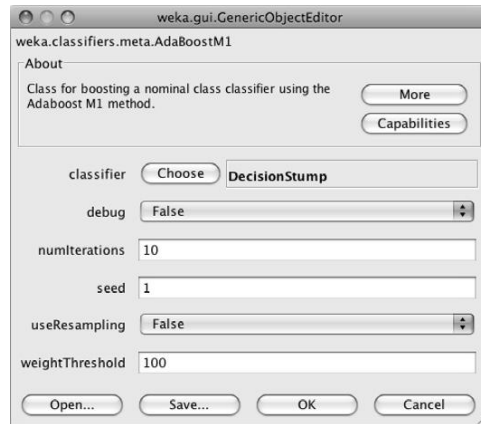 weka.gui.GenericObjectEditor
weka.classifiers.meta.AdaBoostM1
About
Class for boosting a nominal class classifier using the
Adaboost M1 method.
More
Capabilities
classifier Choose DecisionStump
debug False
numIterations 10
seed 1
useResampling False
weightThreshold 100
Open... Save... OK Cancel